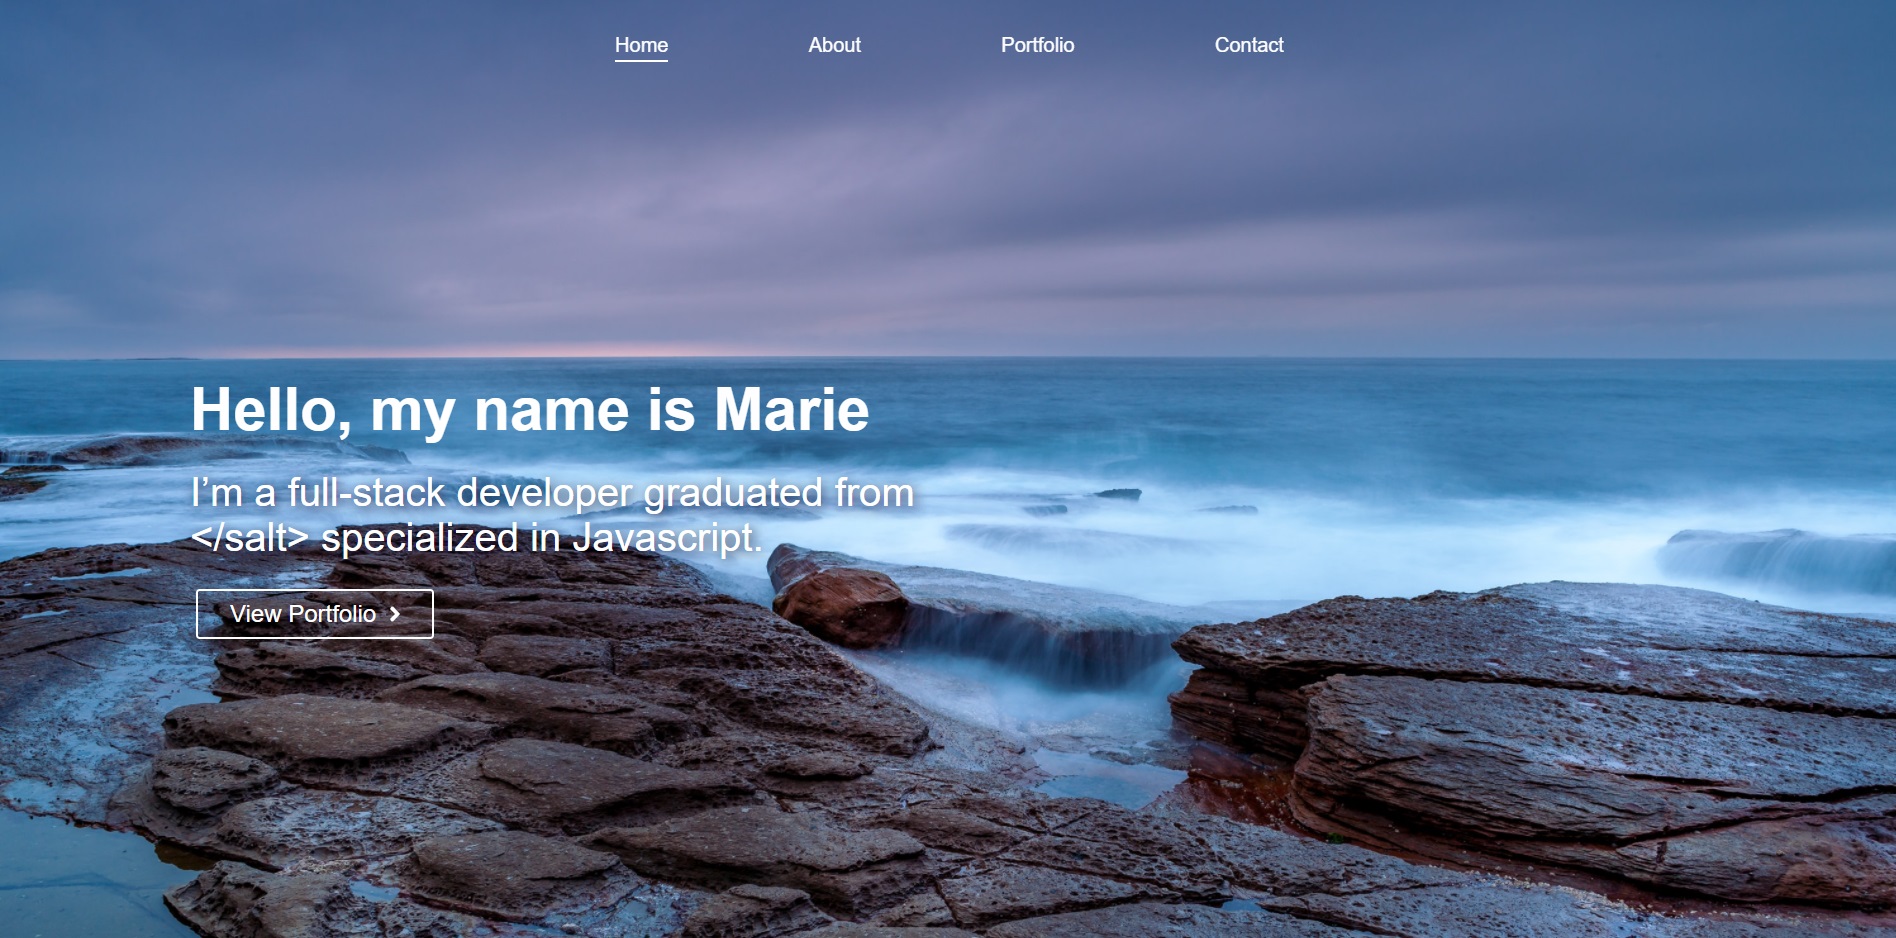 Home About Portfolio Contact
Hello, my name is Marie
I’m a full-stack developer graduated from
</salt> specialized in Javascript.
View Portfolio